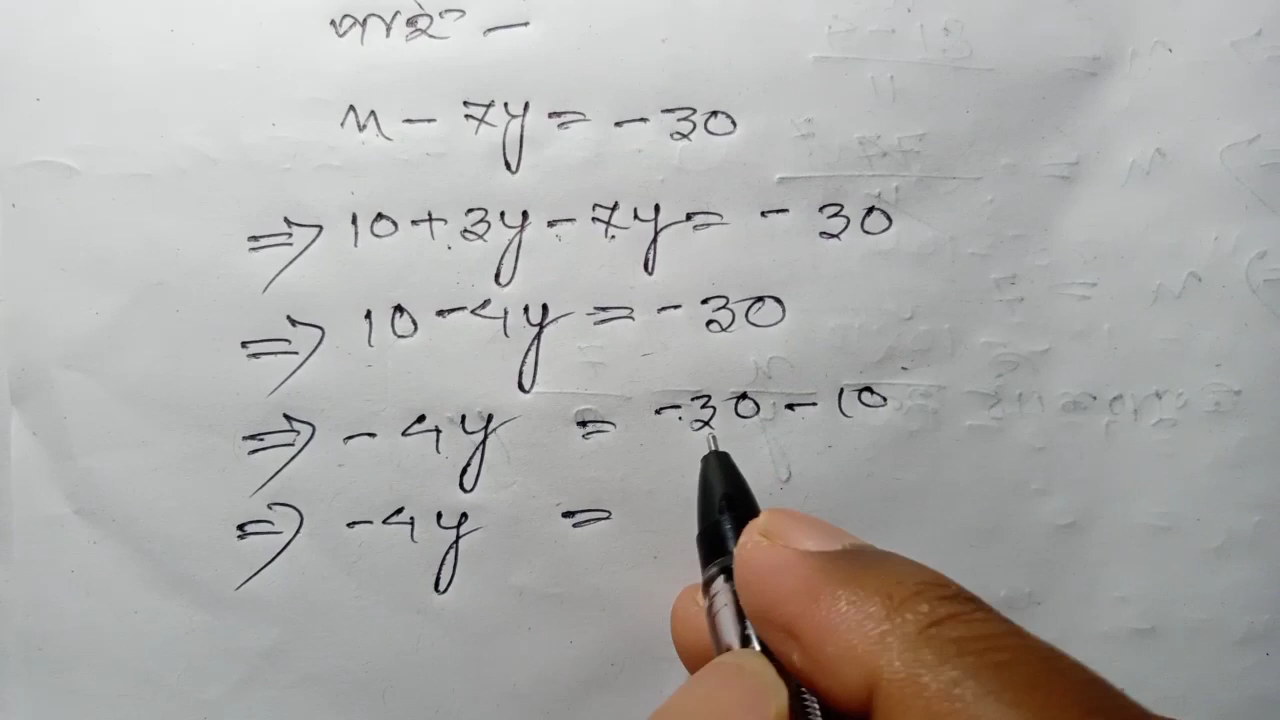 x - 7y = - 30
⇒ 10 + 3y - 7y = - 30
⇒ 10 - 4y = - 30
⇒ - 4y = - 30 - 10
⇒ - 4y =